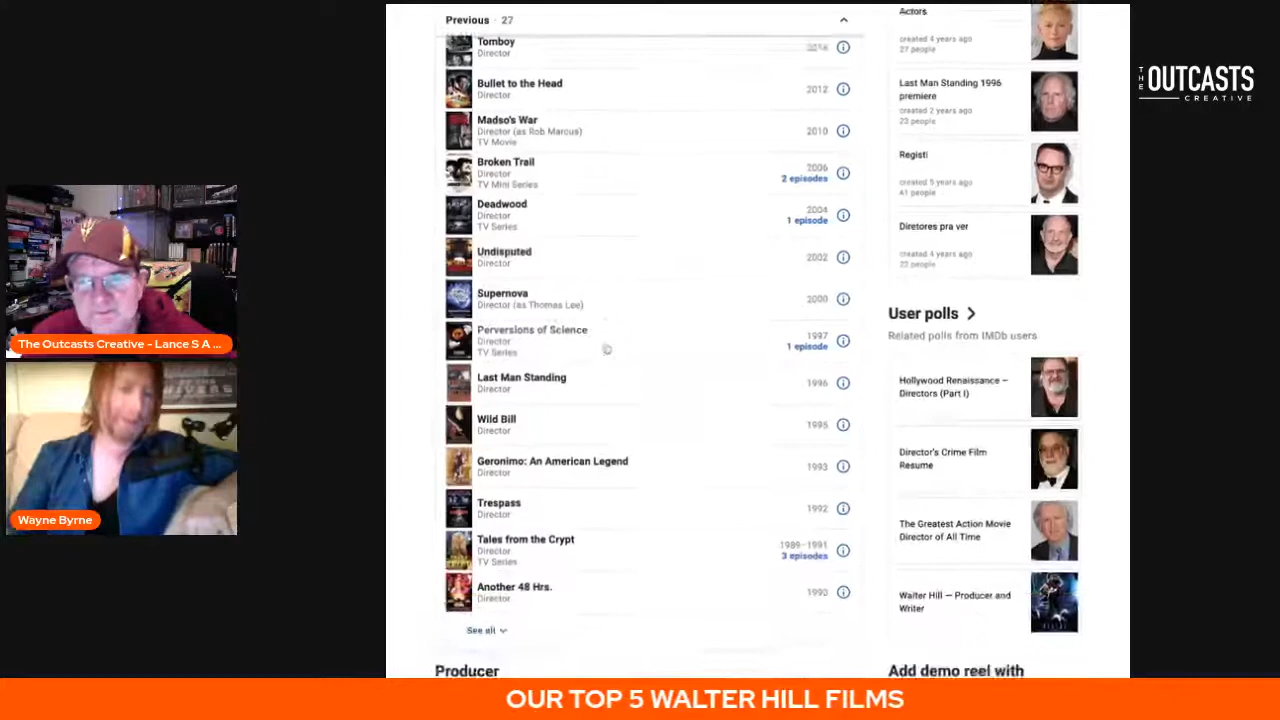 Previous · 27
Tomboy
Director
2016
Bullet to the Head
Director
2012
Madso's War
Director (as Rob Marcus)
TV Movie
2010
Broken Trail
Director
TV Mini Series
2006
2 episodes
Deadwood
Director
TV Series
2004
1 episode
Undisputed
Director
2002
Supernova
Director (as Thomas Lee)
2000
Perversions of Science
Director
TV Series
1997
1 episode
Last Man Standing
Director
1996
Wild Bill
Director
1995
Geronimo: An American Legend
Director
1993
Trespass
Director
1992
Tales from the Crypt
Director
TV Series
1989–1991
3 episodes
Another 48 Hrs.
Director
1990
See all
Producer
Actors
created 4 years ago
27 people
Last Man Standing 1996
premiere
created 2 years ago
23 people
Registi
created 5 years ago
41 people
Diretores pra ver
created 4 years ago
22 people
User polls
Related polls from IMDb users
Hollywood Renaissance –
Directors (Part I)
Director's Crime Film
Resume
The Greatest Action Movie
Director of All Time
Walter Hill — Producer and
Writer
Add demo reel with
THE OUTCASTS
CREATIVE
The Outcasts Creative - Lance S A ...
Wayne Byrne
OUR TOP 5 WALTER HILL FILMS